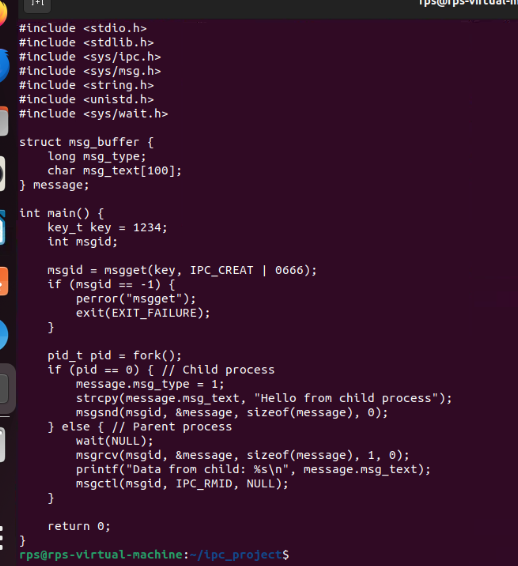 rps@rps-virtual-m
#include <stdio.h>
#include <stdlib.h>
#include <sys/ipc.h>
#include <sys/msg.h>
#include <string.h>
#include <unistd.h>
#include <sys/wait.h>

struct msg_buffer {
    long msg_type;
    char msg_text[100];
} message;

int main() {
    key_t key = 1234;
    int msgid;

    msgid = msgget(key, IPC_CREAT | 0666);
    if (msgid == -1) {
        perror("msgget");
        exit(EXIT_FAILURE);
    }

    pid_t pid = fork();
    if (pid == 0) { // Child process
        message.msg_type = 1;
        strcpy(message.msg_text, "Hello from child process");
        msgsnd(msgid, &message, sizeof(message), 0);
    } else { // Parent process
        wait(NULL);
        msgrcv(msgid, &message, sizeof(message), 1, 0);
        printf("Data from child: %s\n", message.msg_text);
        msgctl(msgid, IPC_RMID, NULL);
    }

    return 0;
}
rps@rps-virtual-machine:~/ipc_project$